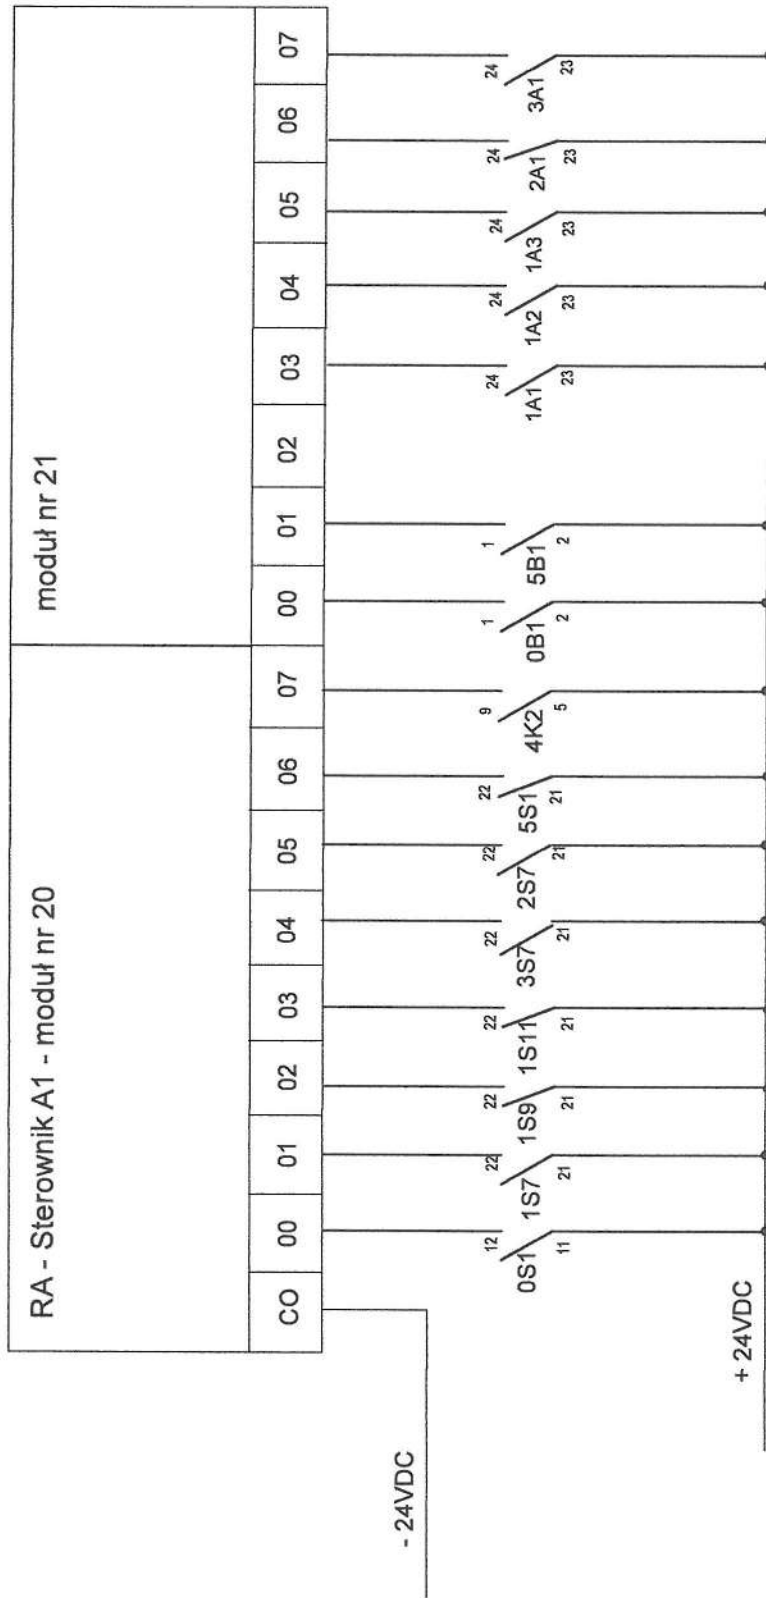 RA - Sterownik A1 - moduł nr 20
moduł nr 21
CO 00 01 02 03 04 05 06 07 00 01 02 03 04 05 06 07
- 24VDC
12 22 22 22 22 22 22 9 1 1 24 24 24 24 24
0S1 1S7 1S9 1S11 3S7 2S7 5S1 4K2 0B1 5B1 1A1 1A2 1A3 2A1 3A1
11 21 21 21 21 21 21 5 2 2 23 23 23 23 23
+ 24VDC